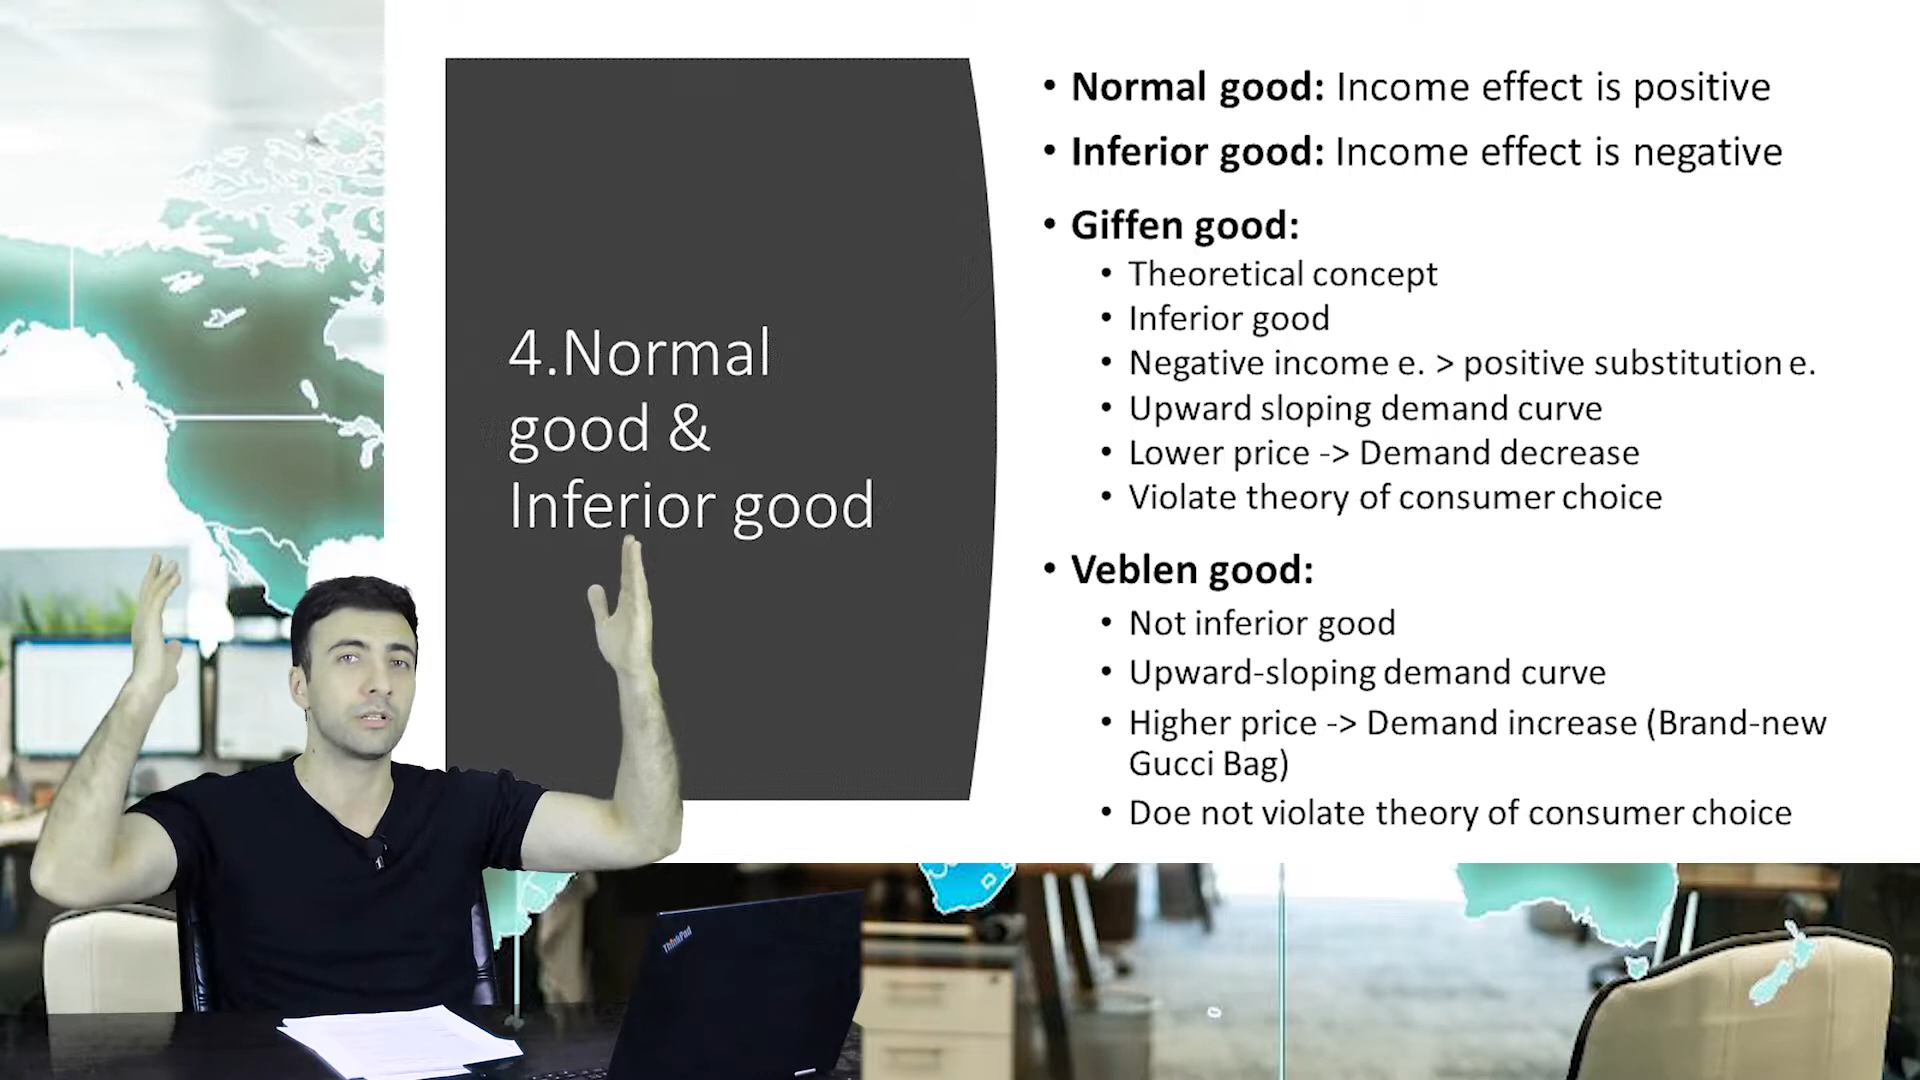 4.Normal
good &
Inferior good
• Normal good: Income effect is positive
• Inferior good: Income effect is negative
• Giffen good:
• Theoretical concept
• Inferior good
• Negative income e. > positive substitution e.
• Upward sloping demand curve
• Lower price -> Demand decrease
• Violate theory of consumer choice
• Veblen good:
• Not inferior good
• Upward-sloping demand curve
• Higher price -> Demand increase (Brand-new
Gucci Bag)
• Doe not violate theory of consumer choice
ThinkPad